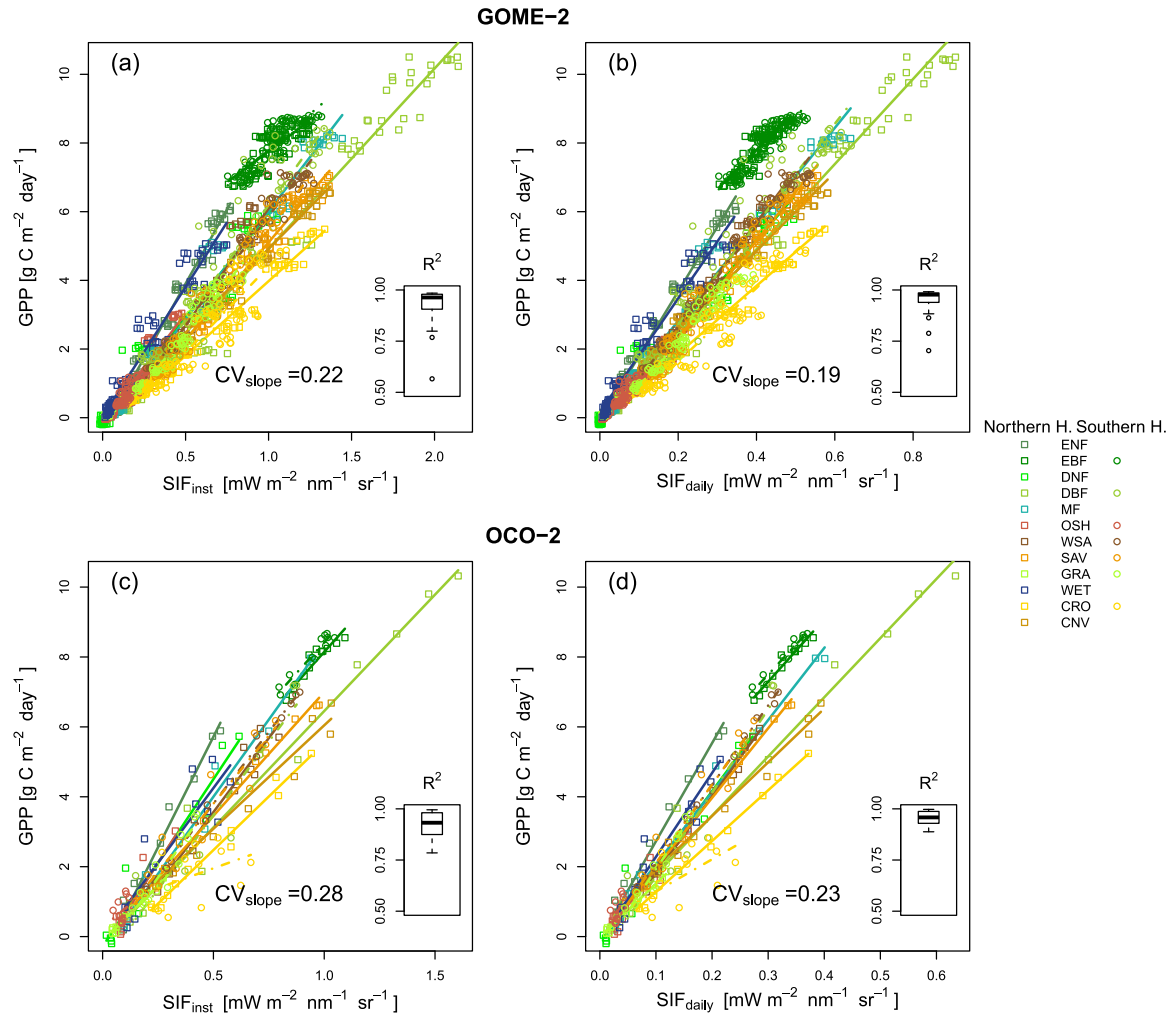 GOME−2
(a)
GPP [g C m−2 day−1]
0 2 4 6 8 10
R2
1.00
0.75
0.50
CVslope =0.22
0.0 0.5 1.0 1.5 2.0
SIFinst [mW m−2 nm−1 sr−1]
(b)
GPP [g C m−2 day−1]
0 2 4 6 8 10
R2
1.00
0.75
0.50
CVslope =0.19
0.0 0.2 0.4 0.6 0.8
SIFdaily [mW m−2 nm−1 sr−1]
Northern H. Southern H.
ENF
EBF
DNF
DBF
MF
OSH
WSA
SAV
GRA
WET
CRO
CNV
OCO−2
(c)
GPP [g C m−2 day−1]
0 2 4 6 8 10
R2
1.00
0.75
0.50
CVslope =0.28
0.0 0.5 1.0 1.5
SIFinst [mW m−2 nm−1 sr−1]
(d)
GPP [g C m−2 day−1]
0 2 4 6 8 10
R2
1.00
0.75
0.50
CVslope =0.23
0.0 0.1 0.2 0.3 0.4 0.5 0.6
SIFdaily [mW m−2 nm−1 sr−1]